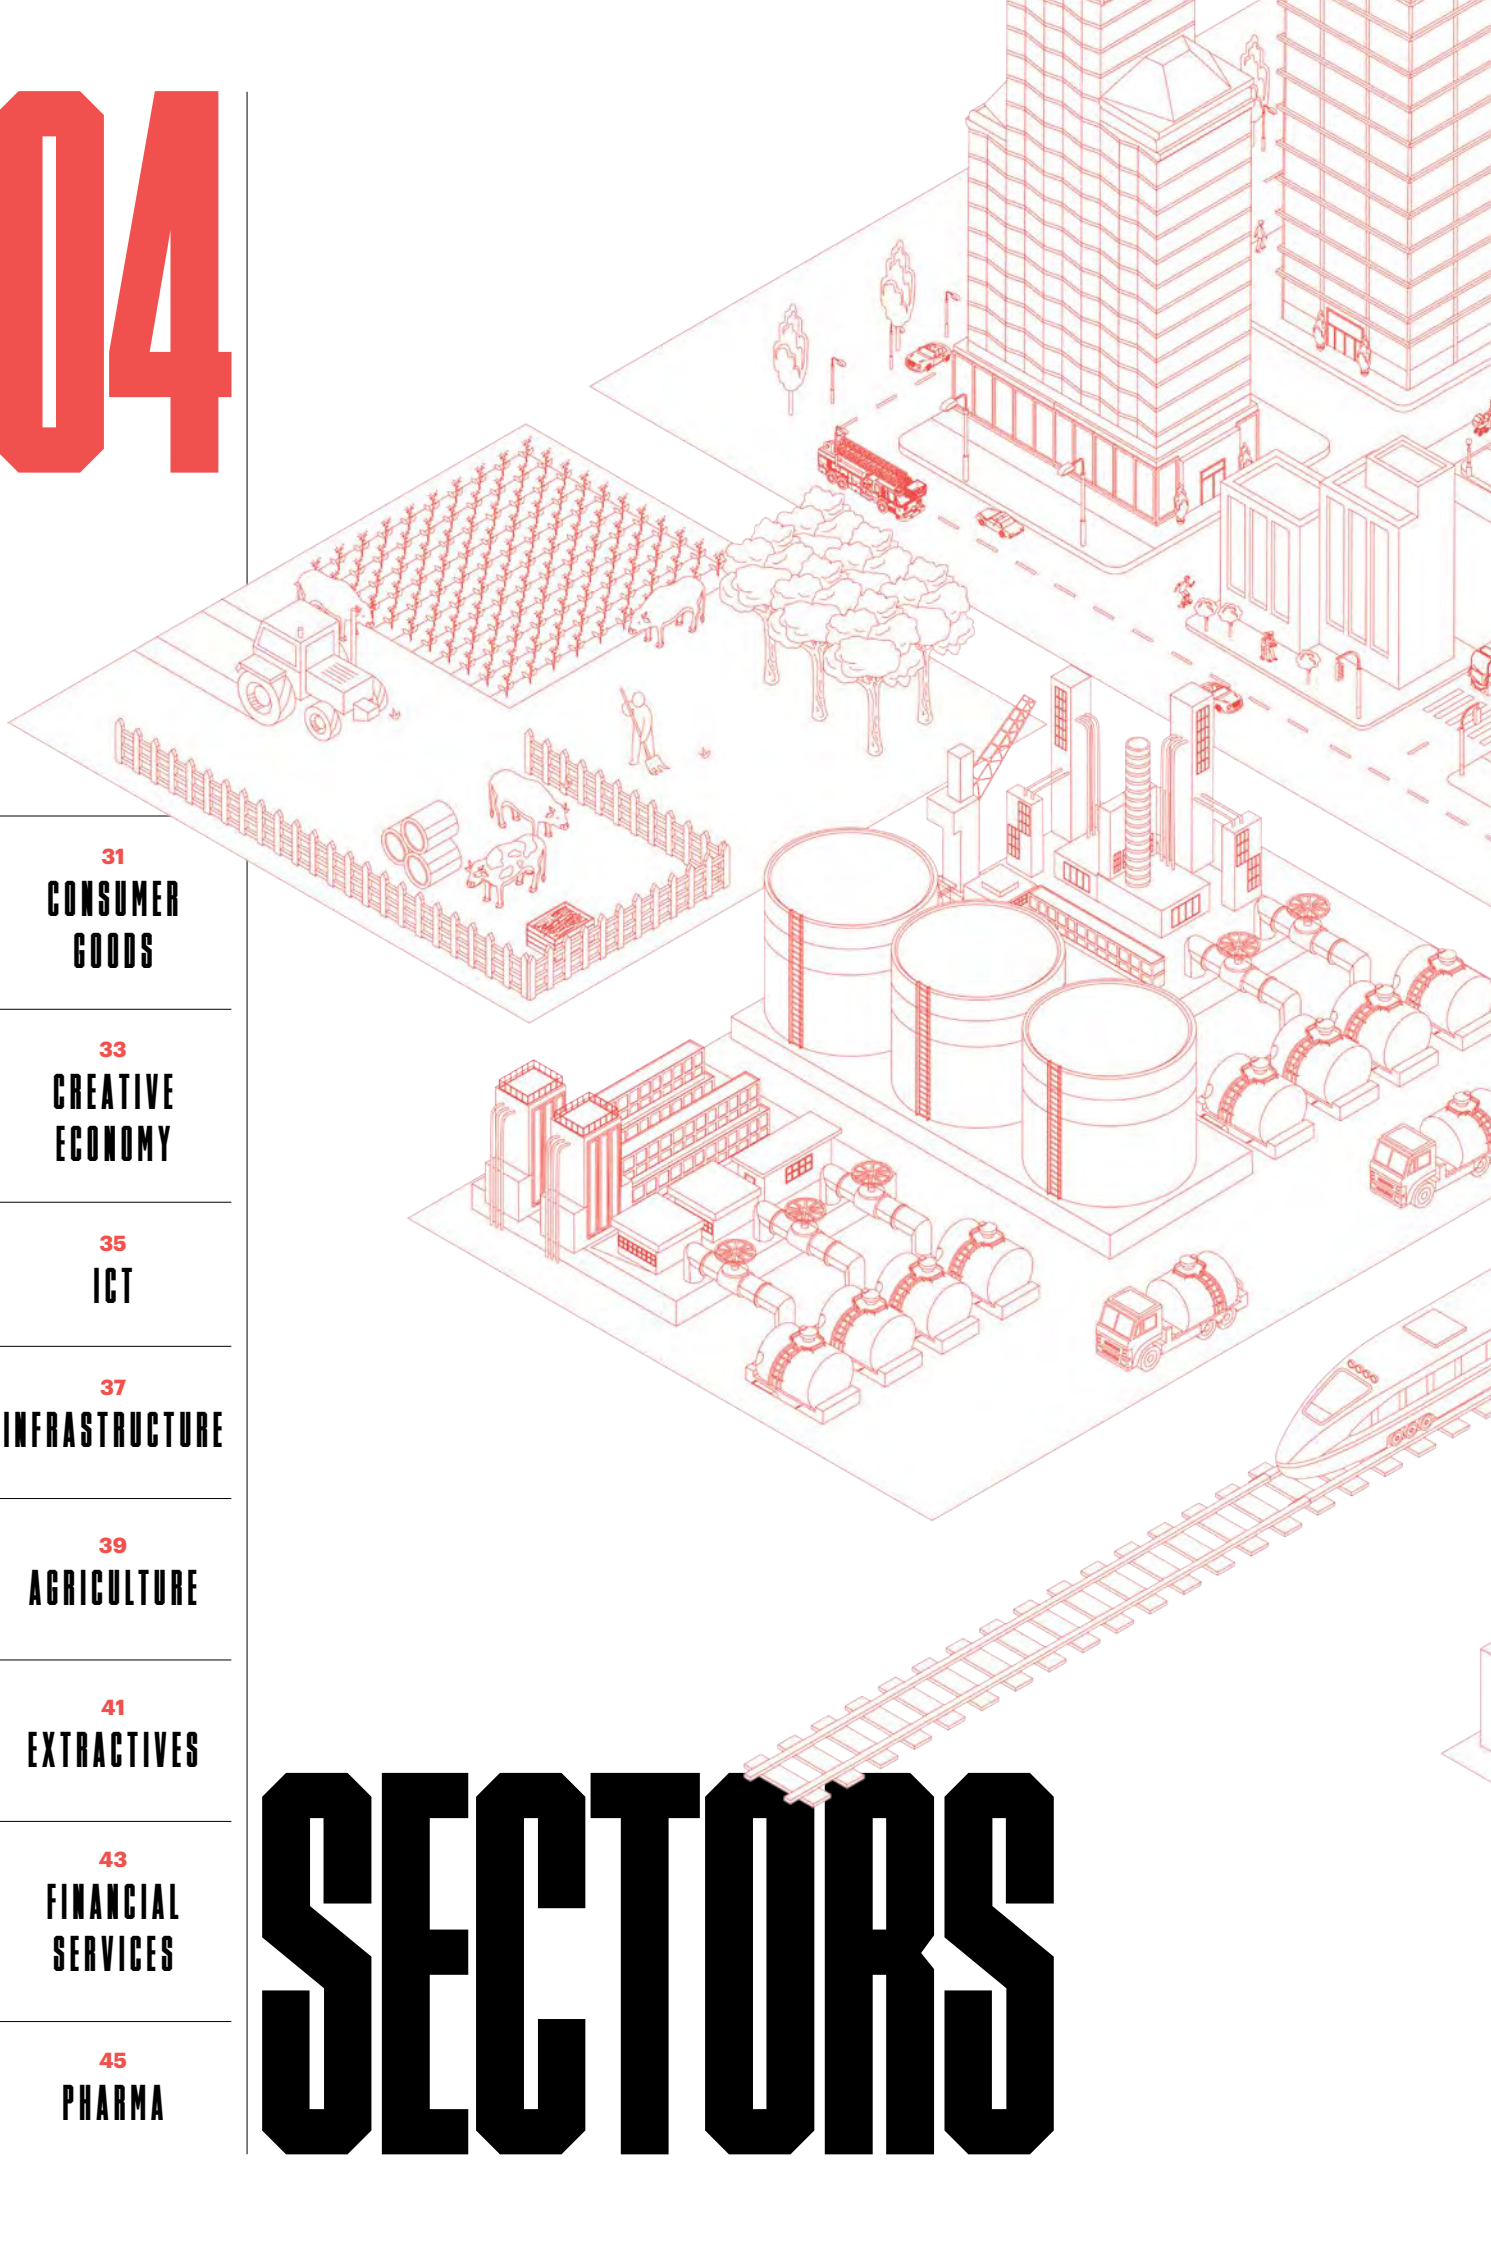 04
31
CONSUMER
GOODS
33
CREATIVE
ECONOMY
35
ICT
37
INFRASTRUCTURE
39
AGRICULTURE
41
EXTRACTIVES
43
FINANCIAL
SERVICES
45
PHARMA
SECTORS